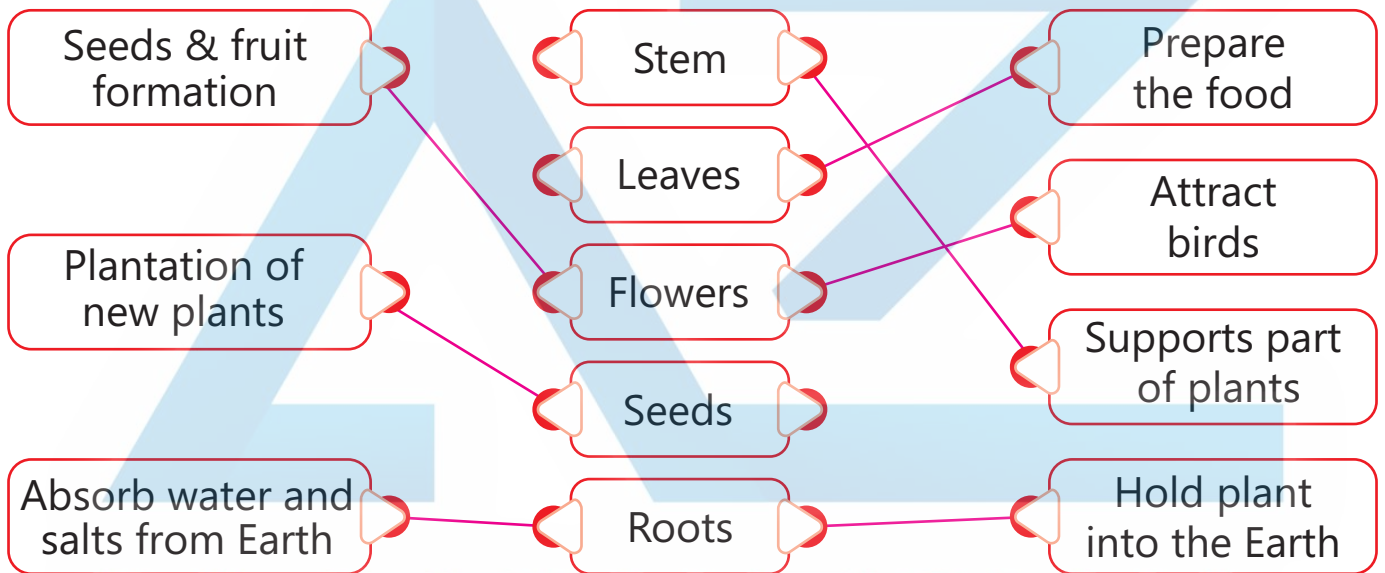 Seeds & fruit
formation
Plantation of
new plants
Absorb water and
salts from Earth
Stem
Leaves
Flowers
Seeds
Roots
Prepare
the food
Attract
birds
Supports part
of plants
Hold plant
into the Earth